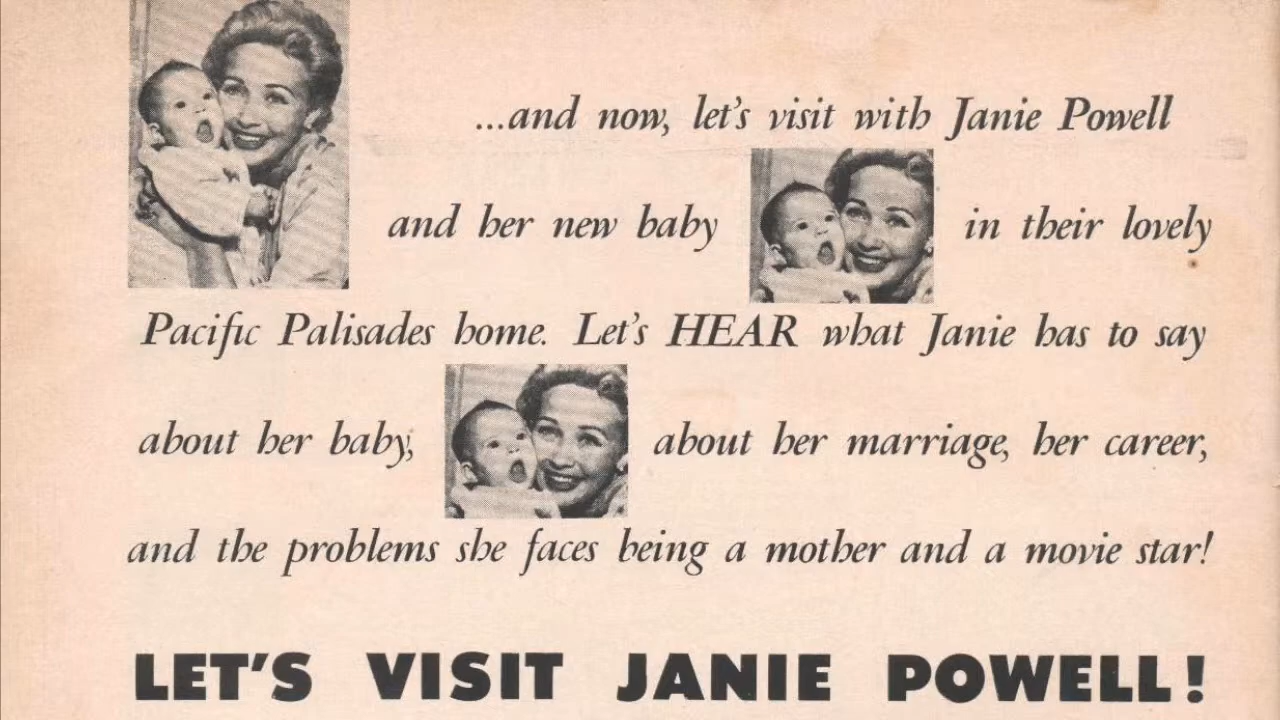 ...and now, let's visit with Janie Powell
and her new baby in their lovely
Pacific Palisades home. Let's HEAR what Janie has to say
about her baby, about her marriage, her career,
and the problems she faces being a mother and a movie star!
LET'S VISIT JANIE POWELL!